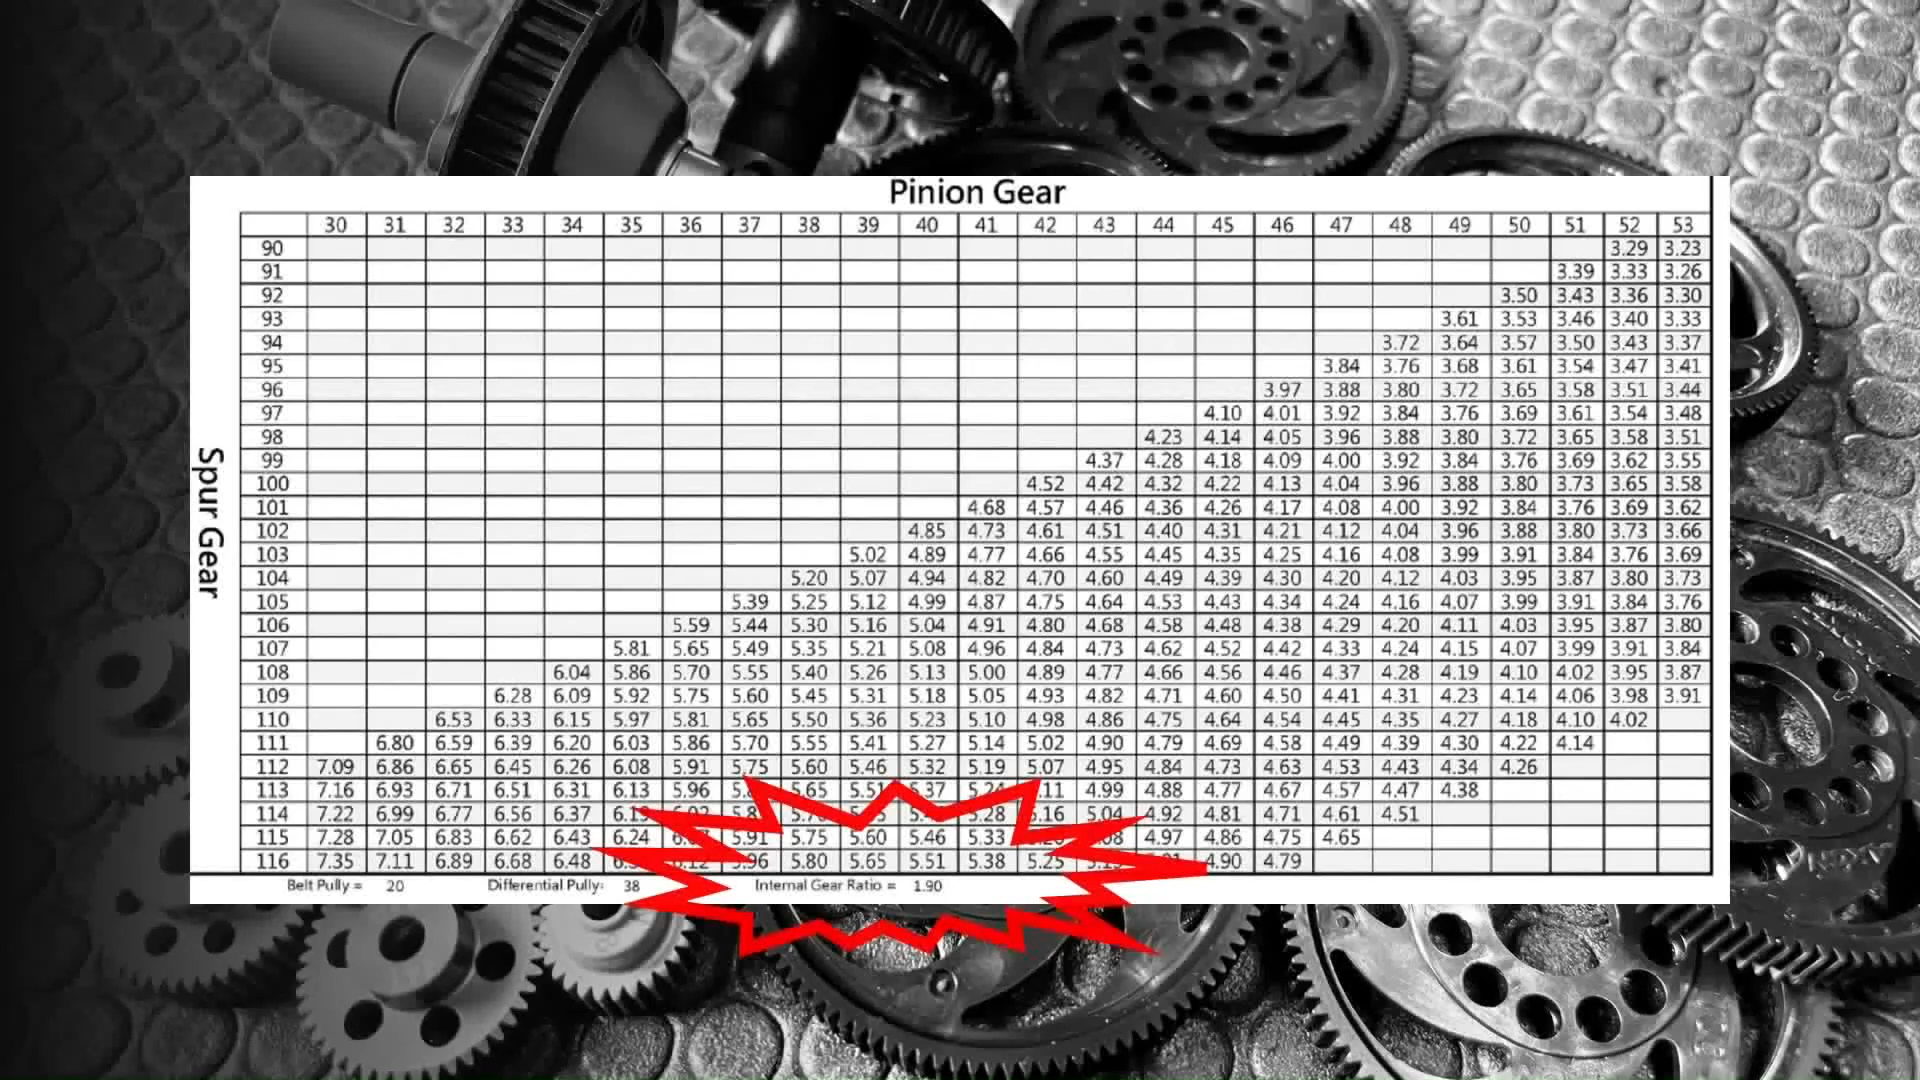 Pinion Gear
30 31 32 33 34 35 36 37 38 39 40 41 42 43 44 45 46 47 48 49 50 51 52 53
Spur Gear
90 3.29 3.23
91 3.39 3.33 3.26
92 3.50 3.43 3.36 3.30
93 3.61 3.53 3.46 3.40 3.33
94 3.72 3.64 3.57 3.50 3.43 3.37
95 3.84 3.76 3.68 3.61 3.54 3.47 3.41
96 3.97 3.88 3.80 3.72 3.65 3.58 3.51 3.44
97 4.10 4.01 3.92 3.84 3.76 3.69 3.61 3.54 3.48
98 4.23 4.14 4.05 3.96 3.88 3.80 3.72 3.65 3.58 3.51
99 4.37 4.28 4.18 4.09 4.00 3.92 3.84 3.76 3.69 3.62 3.55
100 4.52 4.42 4.32 4.22 4.13 4.04 3.96 3.88 3.80 3.73 3.65 3.58
101 4.68 4.57 4.46 4.36 4.26 4.17 4.08 4.00 3.92 3.84 3.76 3.69 3.62
102 4.85 4.73 4.61 4.51 4.40 4.31 4.21 4.12 4.04 3.96 3.88 3.80 3.73 3.66
103 5.02 4.89 4.77 4.66 4.55 4.45 4.35 4.25 4.16 4.08 3.99 3.91 3.84 3.76 3.69
104 5.20 5.07 4.94 4.82 4.70 4.60 4.49 4.39 4.30 4.20 4.12 4.03 3.95 3.87 3.80 3.73
105 5.39 5.25 5.12 4.99 4.87 4.75 4.64 4.53 4.43 4.34 4.24 4.16 4.07 3.99 3.91 3.84 3.76
106 5.59 5.44 5.30 5.16 5.04 4.91 4.80 4.68 4.58 4.48 4.38 4.29 4.20 4.11 4.03 3.95 3.87 3.80
107 5.81 5.65 5.49 5.35 5.21 5.08 4.96 4.84 4.73 4.62 4.52 4.42 4.33 4.24 4.15 4.07 3.99 3.91 3.84
108 6.04 5.86 5.70 5.55 5.40 5.26 5.13 5.00 4.89 4.77 4.66 4.56 4.46 4.37 4.28 4.19 4.10 4.02 3.95 3.87
109 6.28 6.09 5.92 5.75 5.60 5.45 5.31 5.18 5.05 4.93 4.82 4.71 4.60 4.50 4.41 4.31 4.23 4.14 4.06 3.98 3.91
110 6.53 6.33 6.15 5.97 5.81 5.65 5.50 5.36 5.23 5.10 4.98 4.86 4.75 4.64 4.54 4.45 4.35 4.27 4.18 4.10 4.02
111 6.80 6.59 6.39 6.20 6.03 5.86 5.70 5.55 5.41 5.27 5.14 5.02 4.90 4.79 4.69 4.58 4.49 4.39 4.30 4.22 4.14
112 7.09 6.86 6.65 6.45 6.26 6.08 5.91 5.75 5.60 5.46 5.32 5.19 5.07 4.95 4.84 4.73 4.63 4.53 4.43 4.34 4.26
113 7.16 6.93 6.71 6.51 6.31 6.13 5.96 5.65 5.51 5.37 5.24 4.99 4.88 4.77 4.67 4.57 4.47 4.38
114 7.22 6.99 6.77 6.56 6.37 5.28 5.16 5.04 4.92 4.81 4.71 4.61 4.51
115 7.28 7.05 6.83 6.62 6.43 6.24 5.91 5.75 5.60 5.46 5.33 4.97 4.86 4.75 4.65
116 7.35 7.11 6.89 6.68 6.48 5.96 5.80 5.65 5.51 5.38 5.25 4.90 4.79
Belt Pully = 20 Differential Pully: 38 Internal Gear Ratio = 1.90